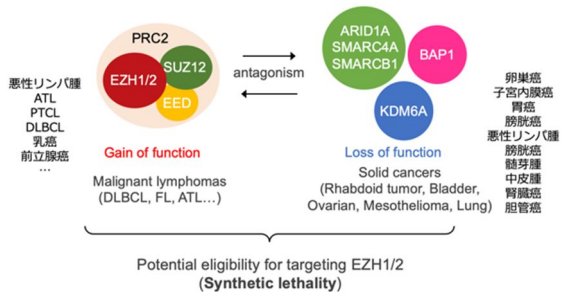 PRC2
EZH1/2
SUZ12
EED
antagonism
ARID1A
SMARC4A
SMARCB1
BAP1
KDM6A
悪性リンパ腫
ATL
PTCL
DLBCL
乳癌
前立腺癌
…
Gain of function
Malignant lymphomas
(DLBCL, FL, ATL…)
Loss of function
Solid cancers
(Rhabdoid tumor, Bladder,
Ovarian, Mesothelioma, Lung)
卵巣癌
子宮内膜癌
胃癌
膀胱癌
悪性リンパ腫
膀胱癌
髄芽腫
中皮腫
腎臓癌
胆管癌
Potential eligibility for targeting EZH1/2
(Synthetic lethality)